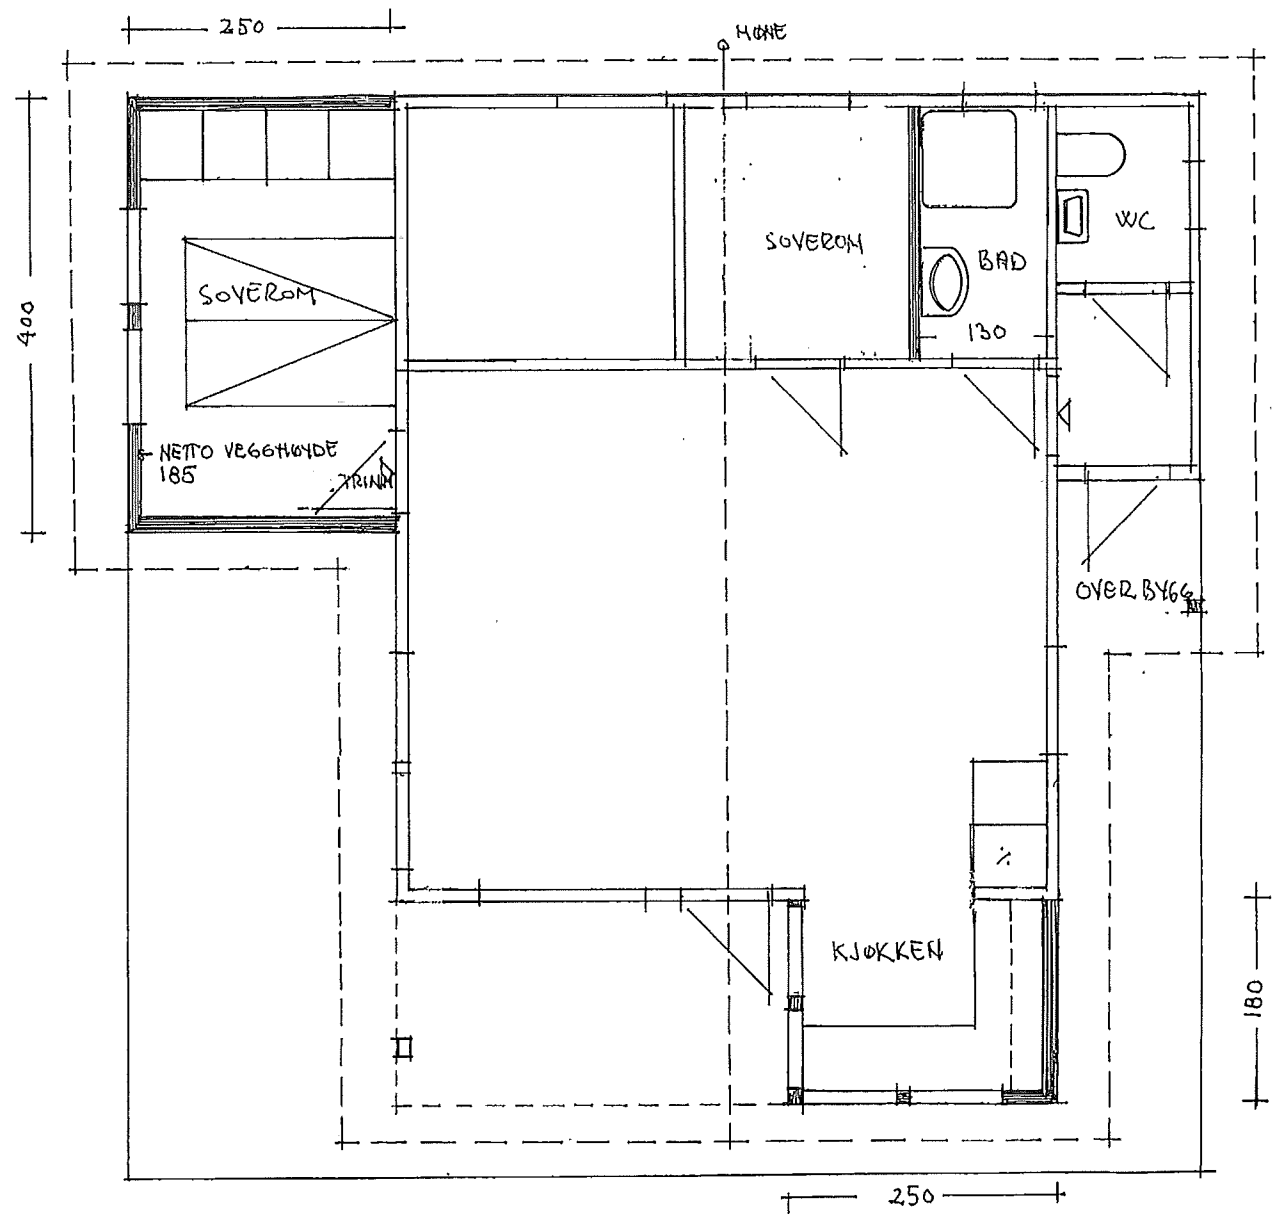 250
MØNE
WC
SOVEROM
BAD
SOVEROM
400
130
NETTO VEGGHØYDE
185
TRINN
OVERBYGG
KJØKKEN
180
250